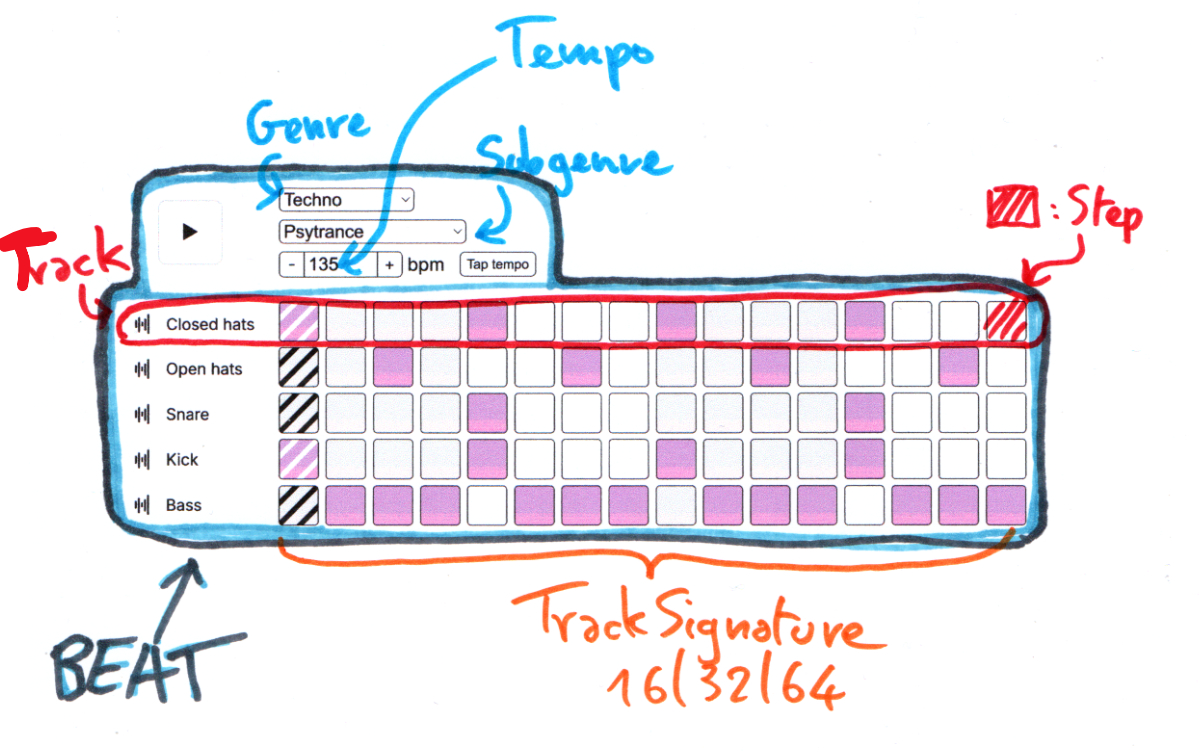 Tempo
Genre
Subgenre
Techno
Psytrance
- 135 + bpm Tap tempo
: Step
Track
Closed hats
Open hats
Snare
Kick
Bass
Track Signature
16/32/64
BEAT